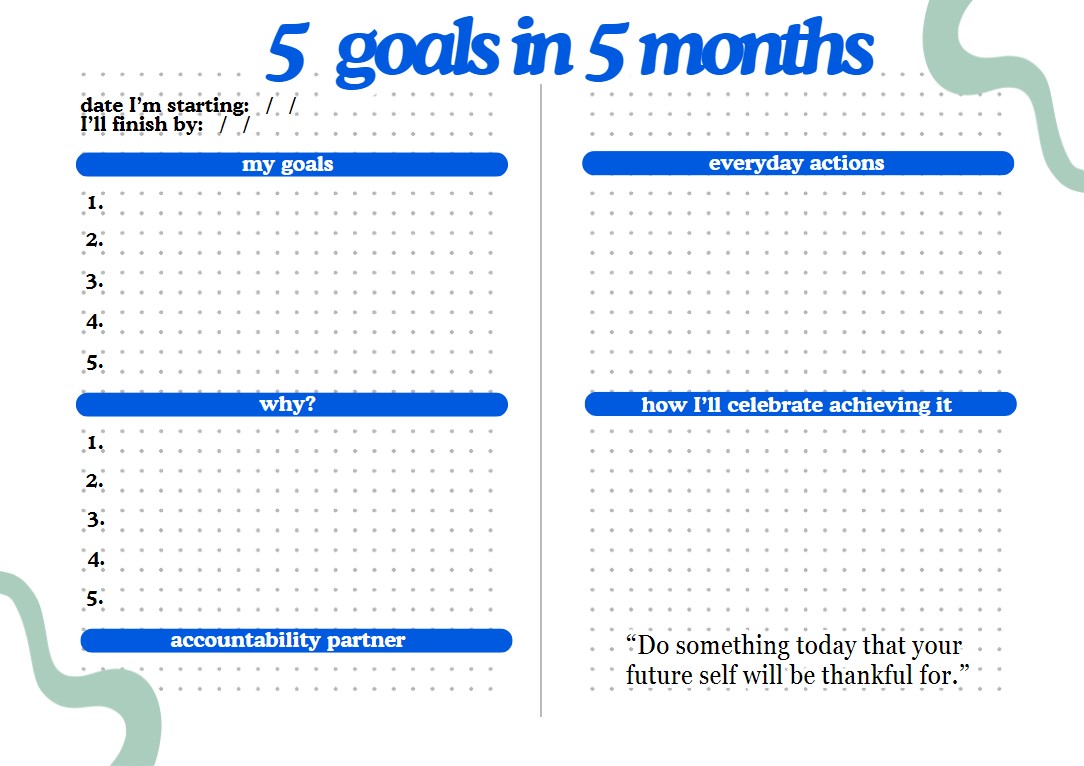 5 goals in 5 months
date I’m starting: / /
I’ll finish by: / /
my goals
1.
2.
3.
4.
5.
why?
1.
2.
3.
4.
5.
accountability partner
everyday actions
how I’ll celebrate achieving it
“Do something today that your
future self will be thankful for.”